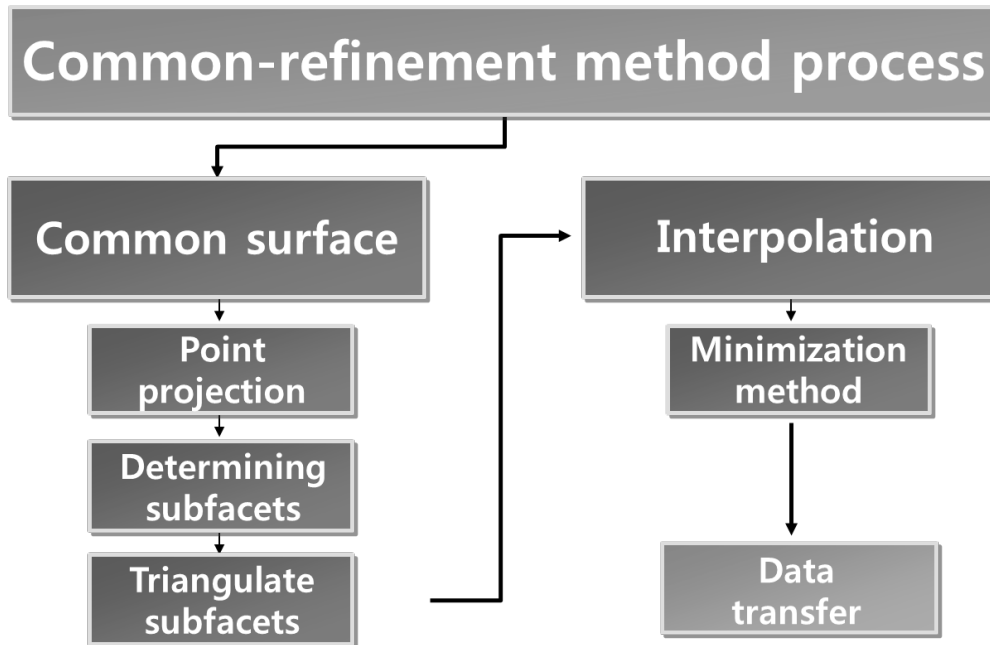 Common-refinement method process
Common surface
Point
projection
Determining
subfacets
Triangulate
subfacets
Interpolation
Minimization
method
Data
transfer